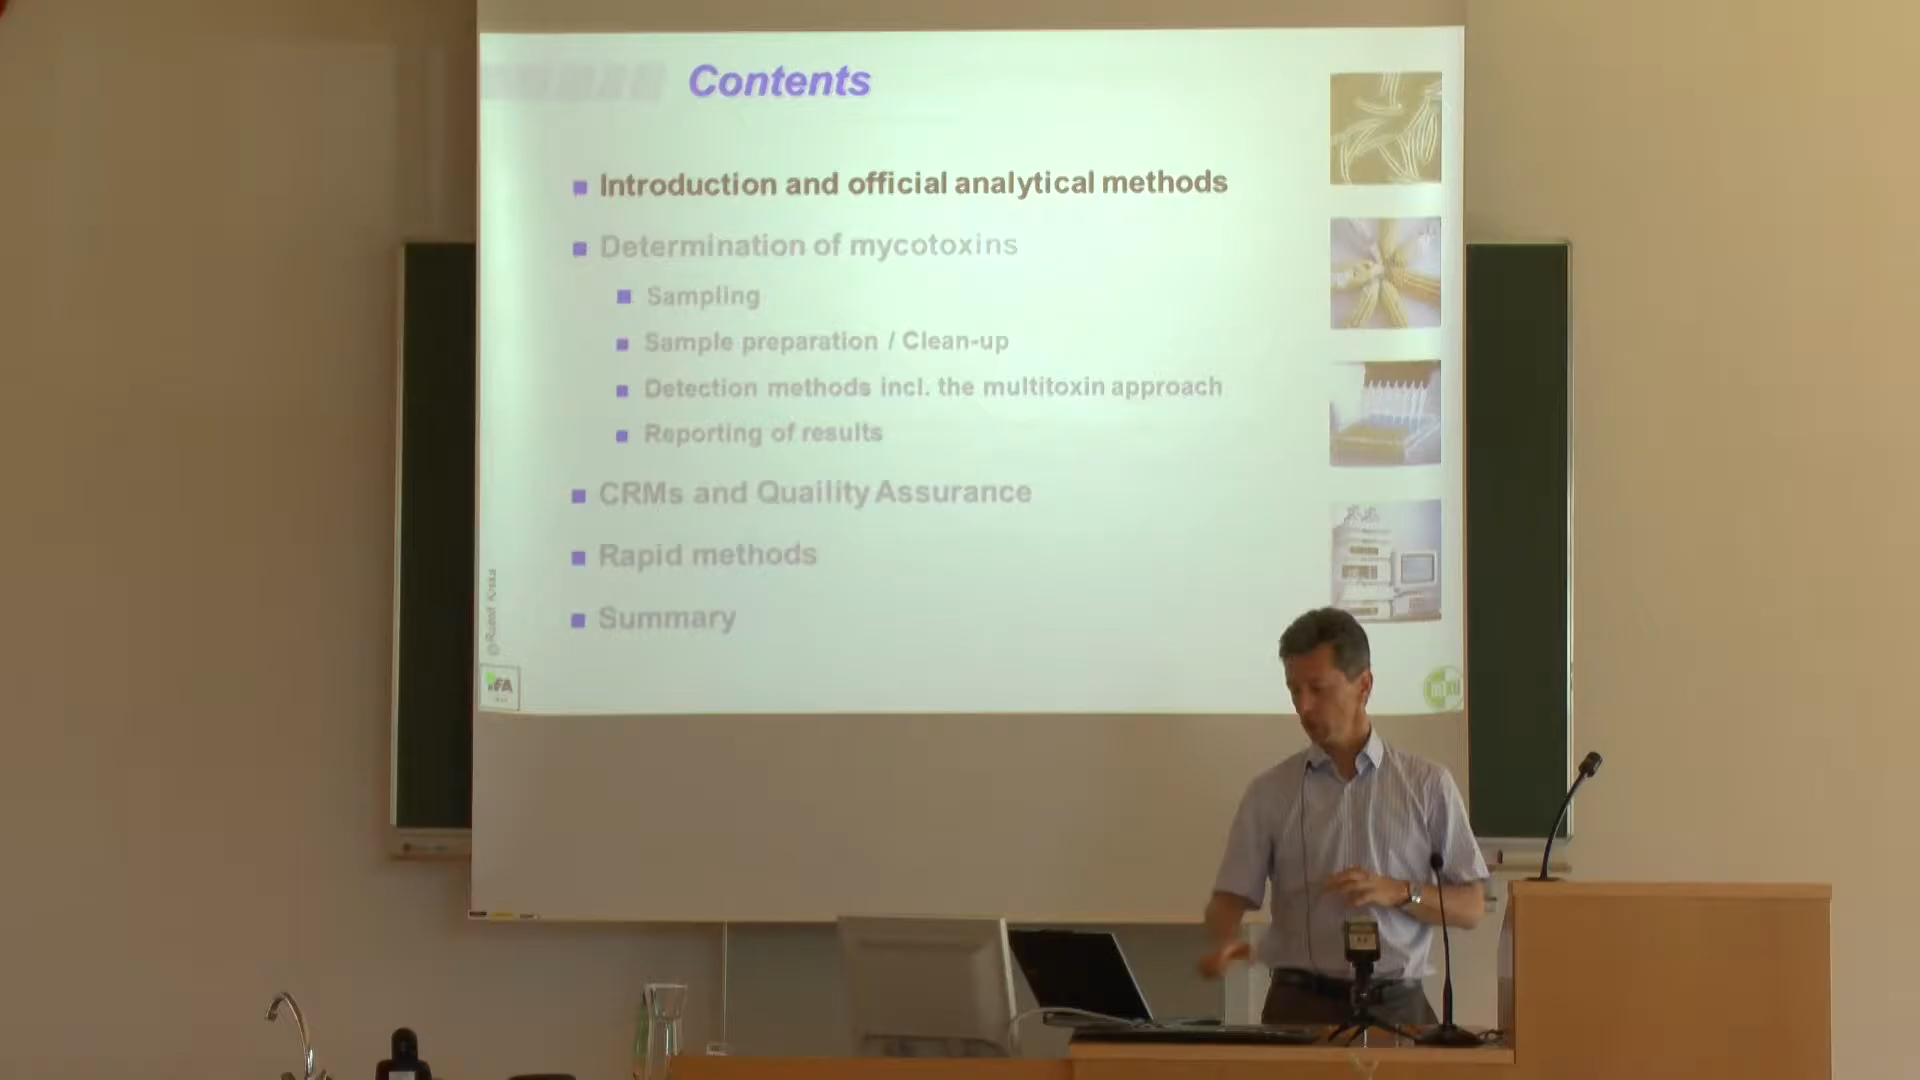 Contents
Introduction and official analytical methods
Determination of mycotoxins
Sampling
Sample preparation / Clean-up
Detection methods incl. the multitoxin approach
Reporting of results
CRMs and Quaility Assurance
Rapid methods
Summary
IFA